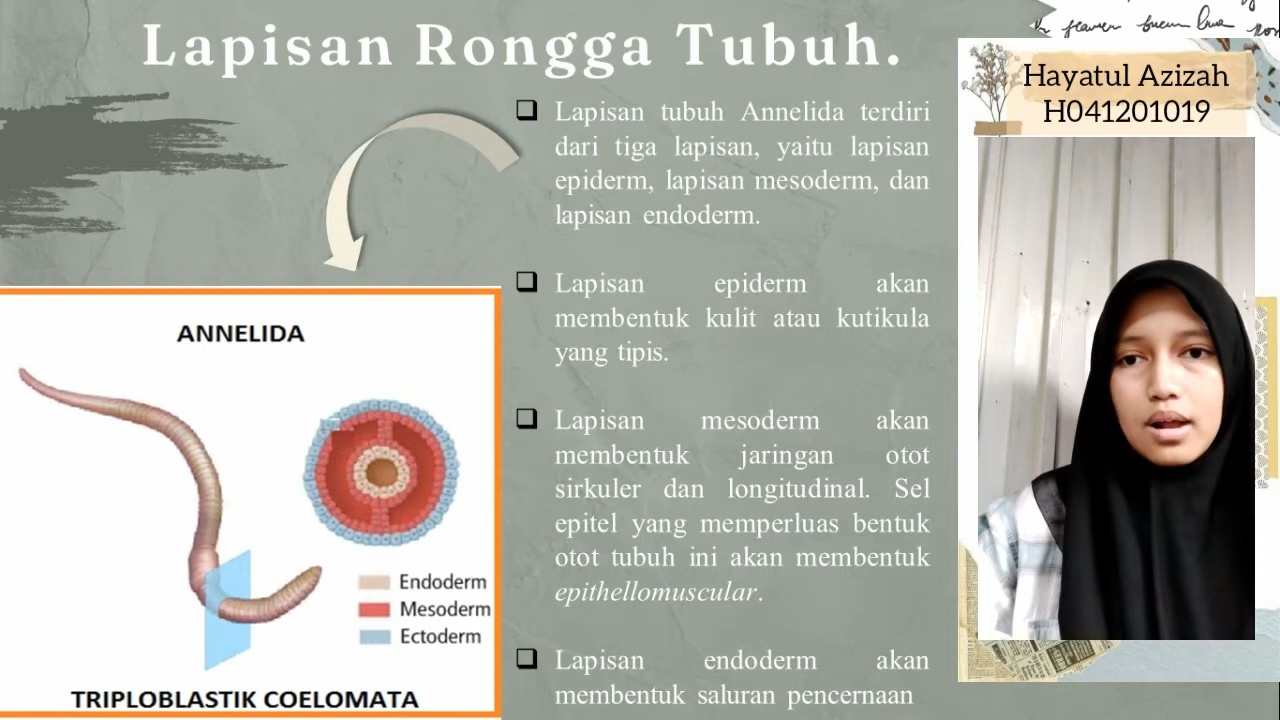 Lapisan Rongga Tubuh.
Lapisan tubuh Annelida terdiri
dari tiga lapisan, yaitu lapisan
epiderm, lapisan mesoderm, dan
lapisan endoderm.
Lapisan epiderm akan
membentuk kulit atau kutikula
yang tipis.
Lapisan mesoderm akan
membentuk jaringan otot
sirkuler dan longitudinal. Sel
epitel yang memperluas bentuk
otot tubuh ini akan membentuk
epithellomuscular.
Lapisan endoderm akan
membentuk saluran pencernaan
ANNELIDA
Endoderm
Mesoderm
Ectoderm
TRIPLOBLASTIK COELOMATA
Hayatul Azizah
H041201019